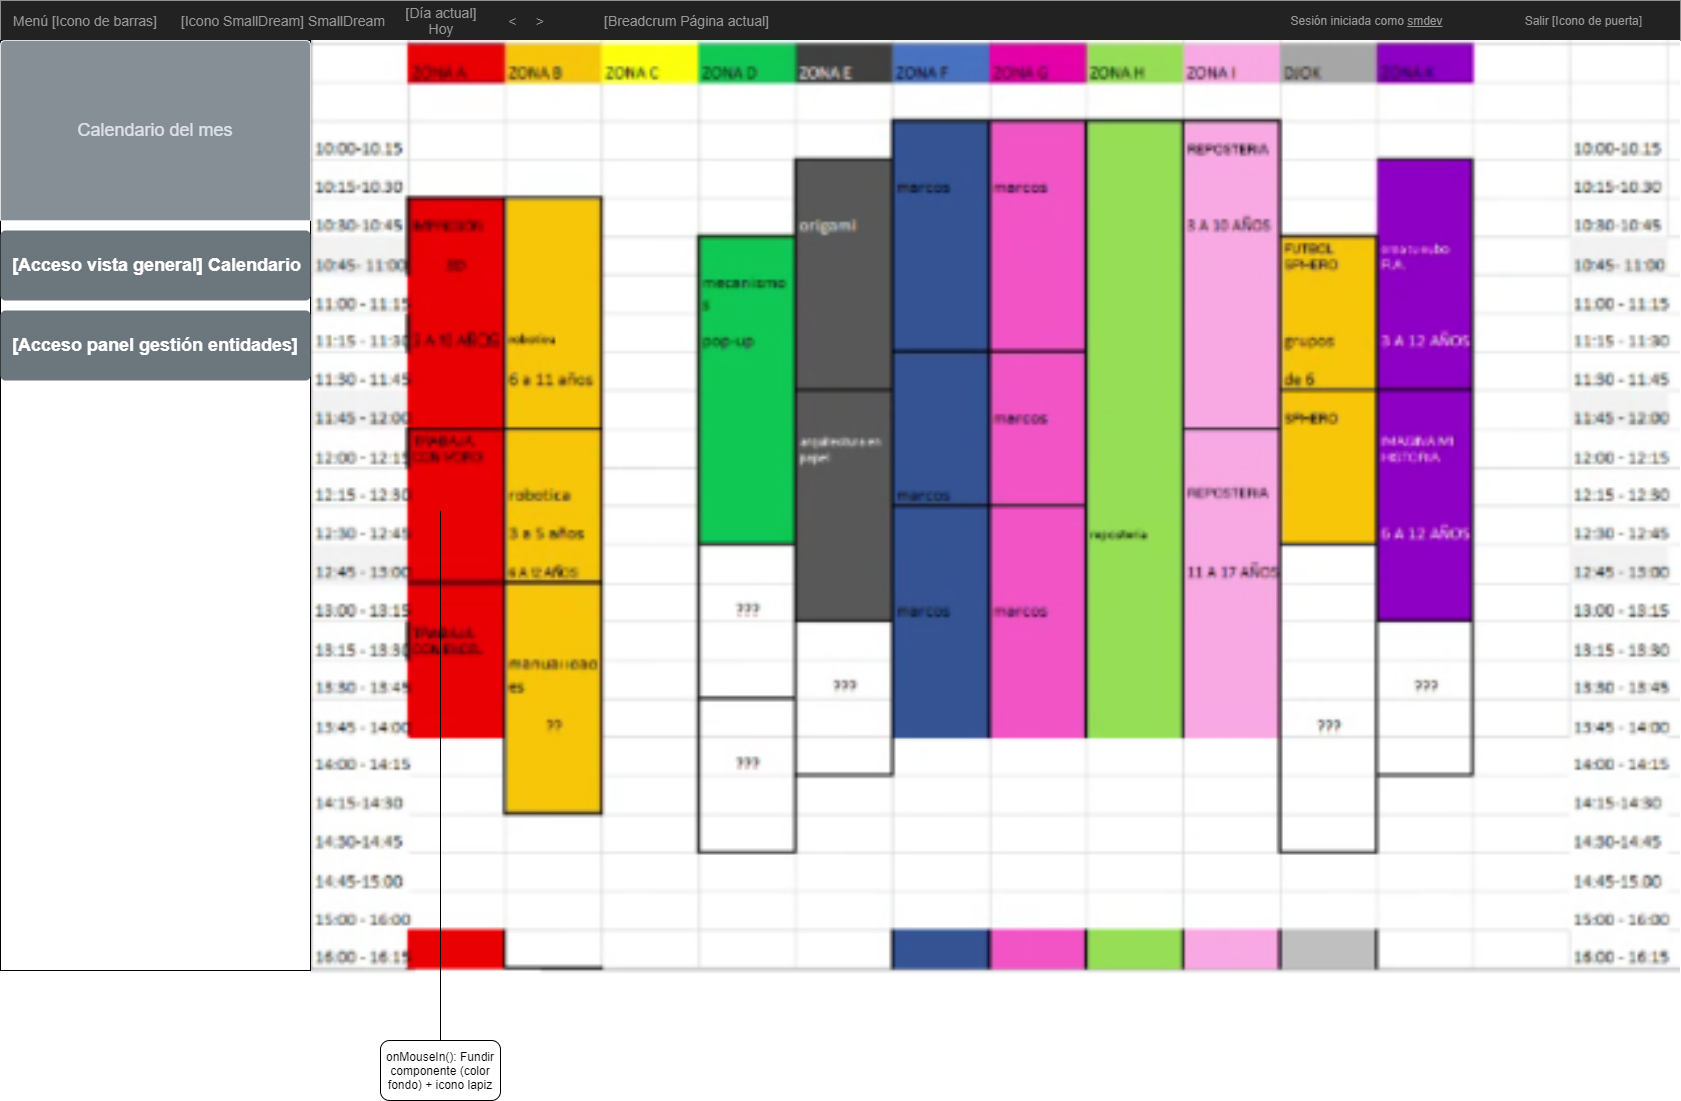 Menú [Icono de barras]
[Icono SmallDream] SmallDream
[Día actual]
Hoy
<
>
[Breadcrum Página actual]
Sesión iniciada como smdev
Salir [Icono de puerta]
Calendario del mes
[Acceso vista general] Calendario
[Acceso panel gestión entidades]
ZONA A
ZONA B
ZONA C
ZONA D
ZONA E
ZONA F
ZONA G
ZONA H
ZONA I
DJOK
ZONA K
10:00-10.15
REPOSTERIA
10:00-10.15
10:15-10.30
marcos
marcos
10:15-10.30
10:30-10:45
IMPRESION
origami
3 A 10 AÑOS
10:30-10:45
10:45- 11:00
3D
FUTBOL
SPHERO
R.A.
10:45- 11:00
11:00 - 11:15
mecanismo
s
11:00 - 11:15
11:15 - 11:30
robotica
pop-up
grupos
3 A 12 AÑOS
11:15 - 11:30
11:30 - 11:45
6 a 11 años
de 6
11:30 - 11:45
11:45 - 12:00
marcos
SPHERO
11:45 - 12:00
12:00 - 12:15
TRABAJA
CON WORD
arquitectura en
papel
IMAGINA MI
HISTORIA
12:00 - 12:15
12:15 - 12:30
robotica
marcos
REPOSTERIA
12:15 - 12:30
12:30 - 12:45
3 a 5 años
reposteria
6 A 12 AÑOS
12:30 - 12:45
12:45 - 13:00
6 A 12 AÑOS
11 A 17 AÑOS
12:45 - 13:00
13:00 - 13:15
???
marcos
marcos
13:00 - 13:15
13:15 - 13:30
TRABAJA
CON EXCEL
manualidad
es
13:15 - 13:30
13:30 - 13:45
???
???
13:30 - 13:45
13:45 - 14:00
??
???
13:45 - 14:00
14:00 - 14:15
???
14:00 - 14:15
14:15-14:30
14:15-14:30
14:30-14:45
14:30-14:45
14:45-15.00
14:45-15.00
15:00 - 16:00
15:00 - 16:00
16:00 - 16:15
16:00 - 16:15
onMouseIn(): Fundir
componente (color
fondo) + icono lapiz